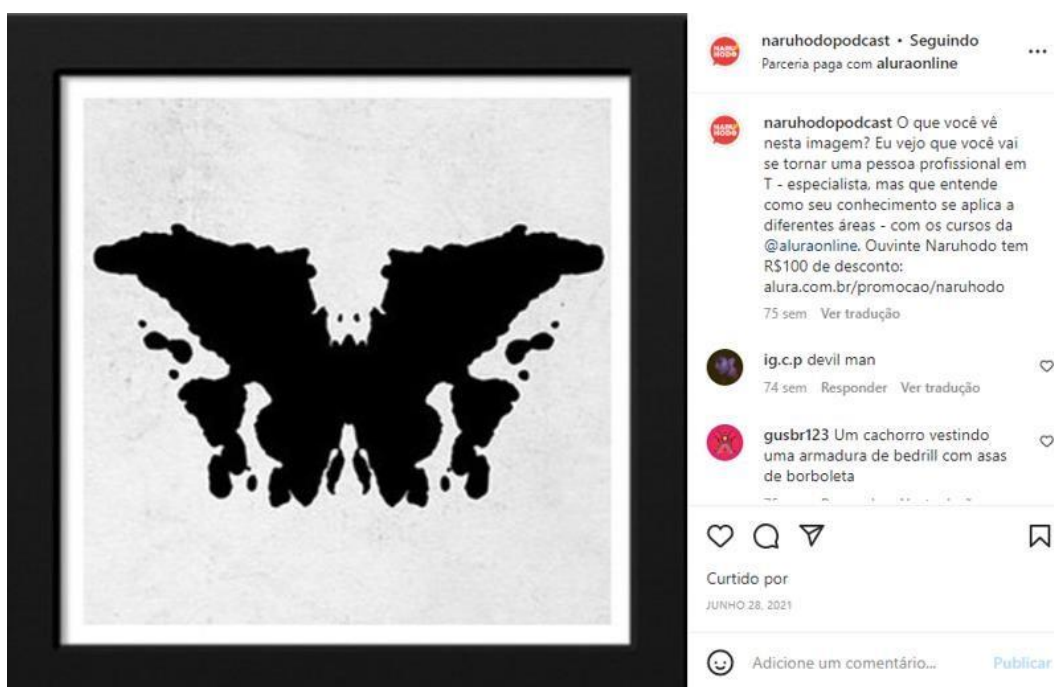 naruhodopodcast • Seguindo
Parceria paga com aluraonline
naruhodopodcast O que você vê
nesta imagem? Eu vejo que você vai
se tornar uma pessoa profissional em
T - especialista, mas que entende
como seu conhecimento se aplica a
diferentes áreas - com os cursos da
@aluraonline. Ouvinte Naruhodo tem
R$100 de desconto:
alura.com.br/promocao/naruhodo
75 sem Ver tradução
ig.c.p devil man
74 sem Responder Ver tradução
gusbr123 Um cachorro vestindo
uma armadura de bedrill com asas
de borboleta
Curtido por
JUNHO 28, 2021
Adicione um comentário... Publicar